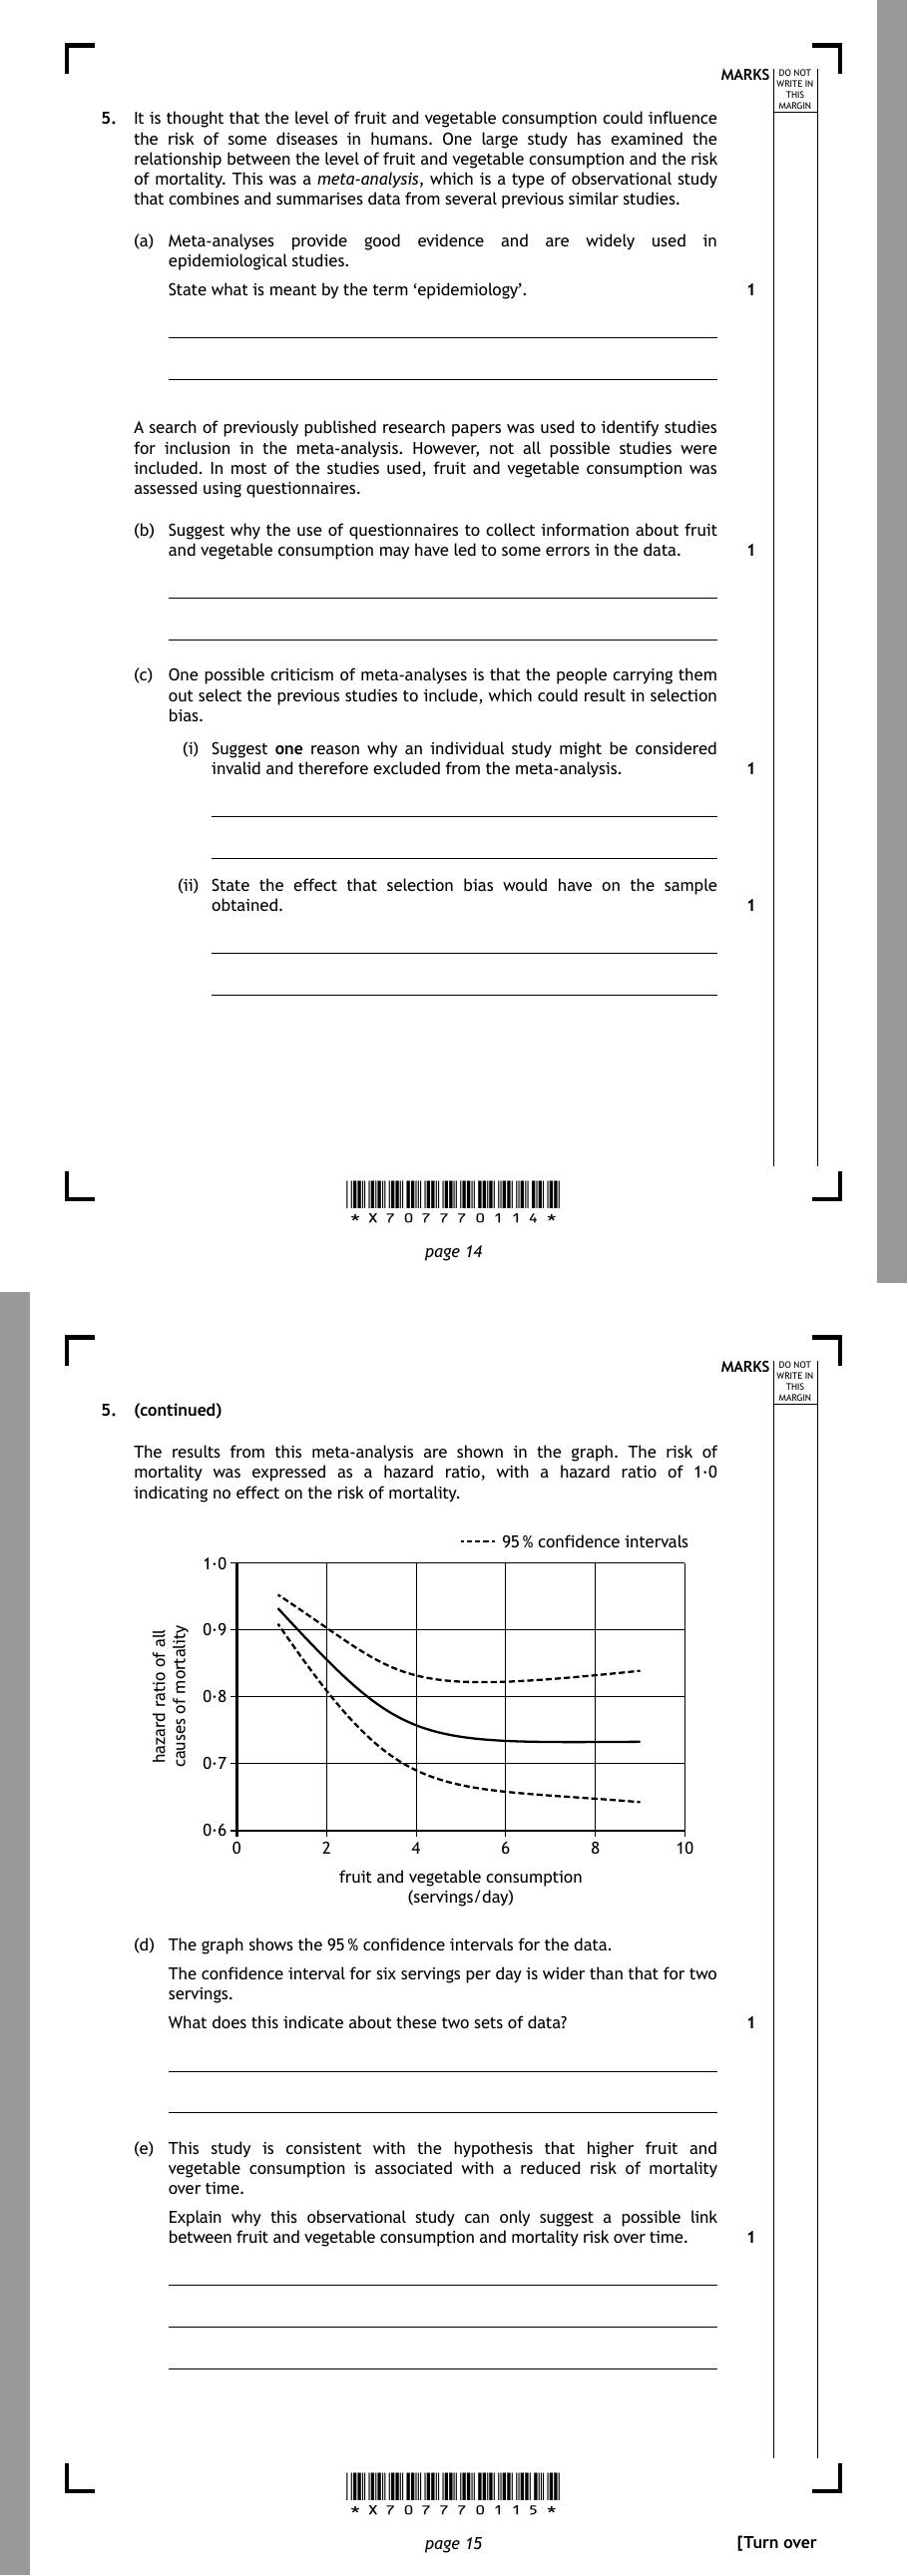 MARKS
DO NOT
WRITE IN
THIS
MARGIN
5. It is thought that the level of fruit and vegetable consumption could influence
the risk of some diseases in humans. One large study has examined the
relationship between the level of fruit and vegetable consumption and the risk
of mortality. This was a meta-analysis, which is a type of observational study
that combines and summarises data from several previous similar studies.
(a) Meta-analyses provide good evidence and are widely used in
epidemiological studies.
State what is meant by the term ‘epidemiology’. 1
A search of previously published research papers was used to identify studies
for inclusion in the meta-analysis. However, not all possible studies were
included. In most of the studies used, fruit and vegetable consumption was
assessed using questionnaires.
(b) Suggest why the use of questionnaires to collect information about fruit
and vegetable consumption may have led to some errors in the data. 1
(c) One possible criticism of meta-analyses is that the people carrying them
out select the previous studies to include, which could result in selection
bias.
(i) Suggest one reason why an individual study might be considered
invalid and therefore excluded from the meta-analysis. 1
(ii) State the effect that selection bias would have on the sample
obtained. 1
* X 7 0 7 7 7 0 1 1 4 *
page 14
MARKS
DO NOT
WRITE IN
THIS
MARGIN
5. (continued)
The results from this meta-analysis are shown in the graph. The risk of
mortality was expressed as a hazard ratio, with a hazard ratio of 1·0
indicating no effect on the risk of mortality.
95 % confidence intervals
1·0
0·9
0·8
0·7
0·6
hazard ratio of all
causes of mortality
0 2 4 6 8 10
fruit and vegetable consumption
(servings/day)
(d) The graph shows the 95 % confidence intervals for the data.
The confidence interval for six servings per day is wider than that for two
servings.
What does this indicate about these two sets of data? 1
(e) This study is consistent with the hypothesis that higher fruit and
vegetable consumption is associated with a reduced risk of mortality
over time.
Explain why this observational study can only suggest a possible link
between fruit and vegetable consumption and mortality risk over time. 1
* X 7 0 7 7 7 0 1 1 5 *
page 15
[Turn over